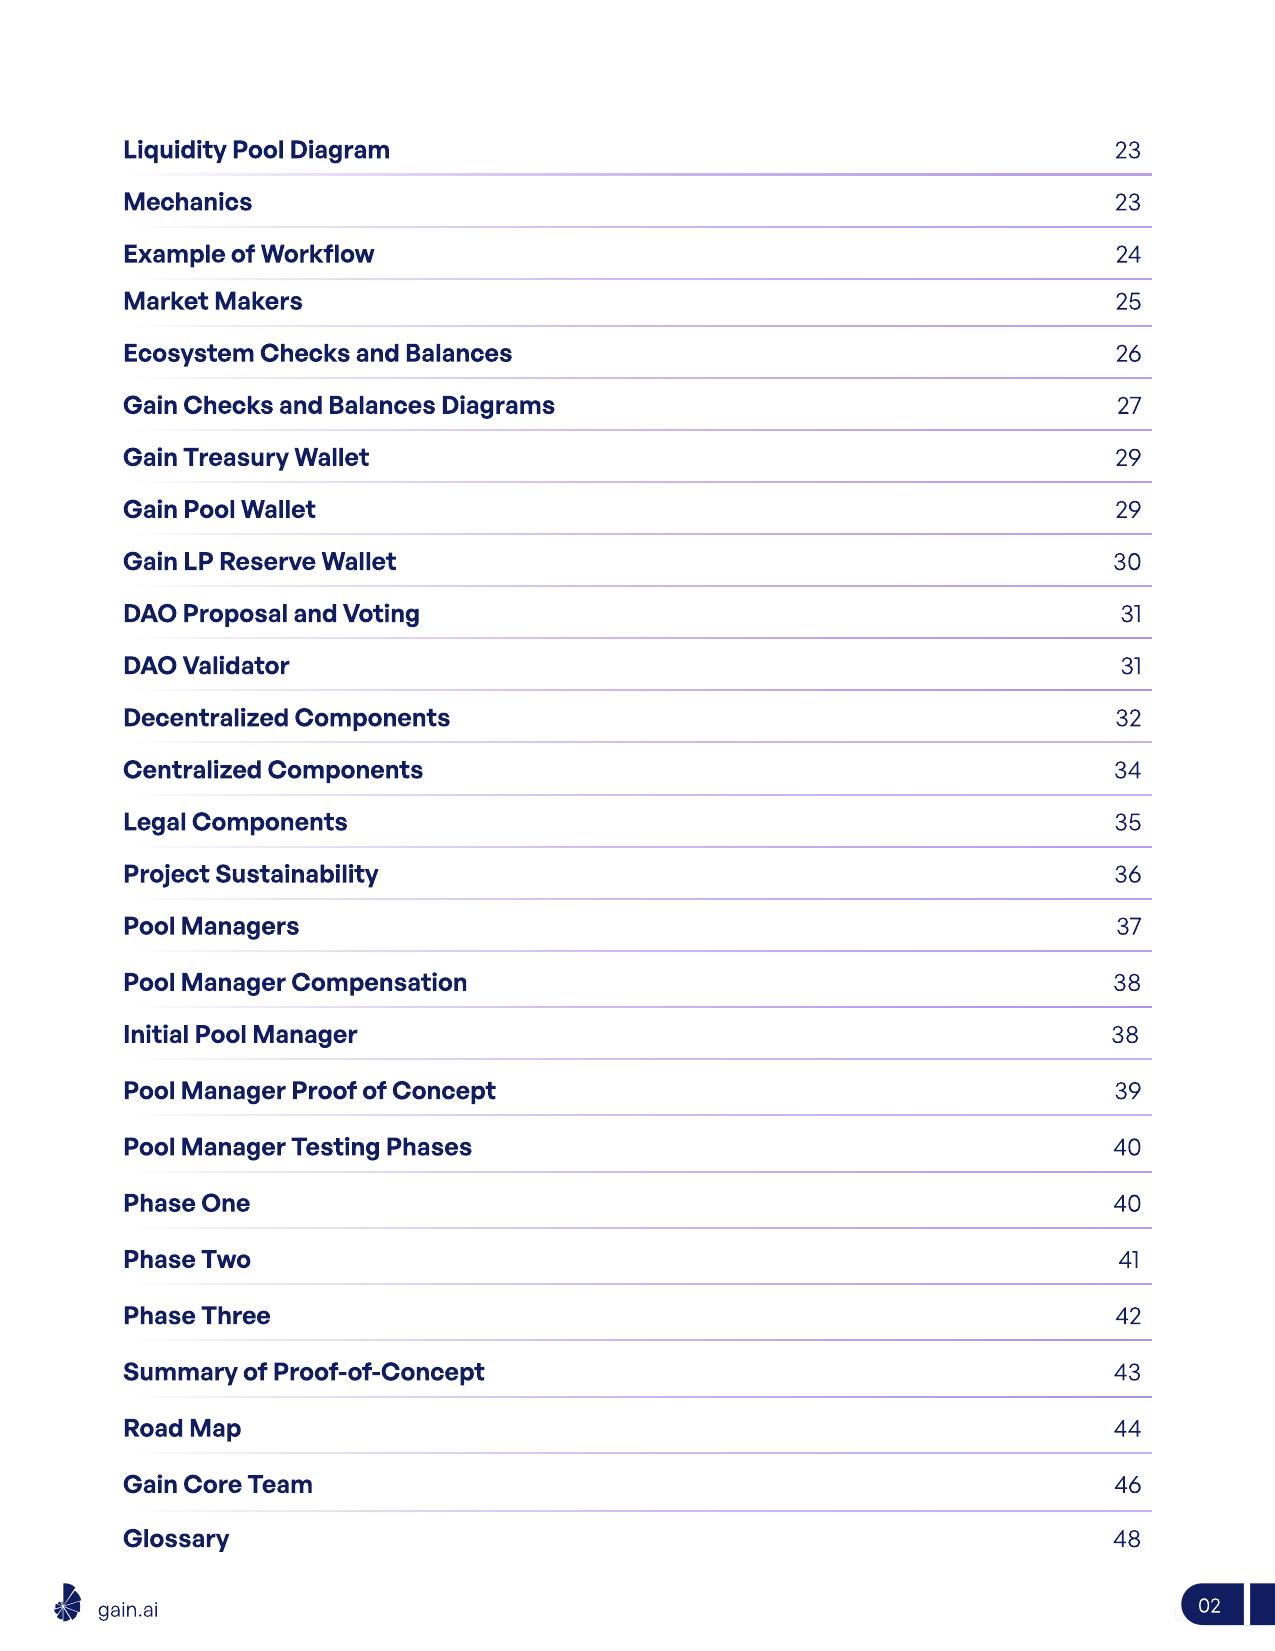 Liquidity Pool Diagram 23
Mechanics 23
Example of Workflow 24
Market Makers 25
Ecosystem Checks and Balances 26
Gain Checks and Balances Diagrams 27
Gain Treasury Wallet 29
Gain Pool Wallet 29
Gain LP Reserve Wallet 30
DAO Proposal and Voting 31
DAO Validator 31
Decentralized Components 32
Centralized Components 34
Legal Components 35
Project Sustainability 36
Pool Managers 37
Pool Manager Compensation 38
Initial Pool Manager 38
Pool Manager Proof of Concept 39
Pool Manager Testing Phases 40
Phase One 40
Phase Two 41
Phase Three 42
Summary of Proof-of-Concept 43
Road Map 44
Gain Core Team 46
Glossary 48
gain.ai 02